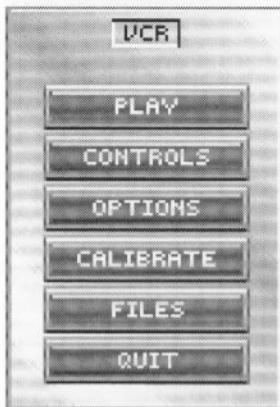 VCR
PLAY
CONTROLS
OPTIONS
CALIBRATE
FILES
QUIT